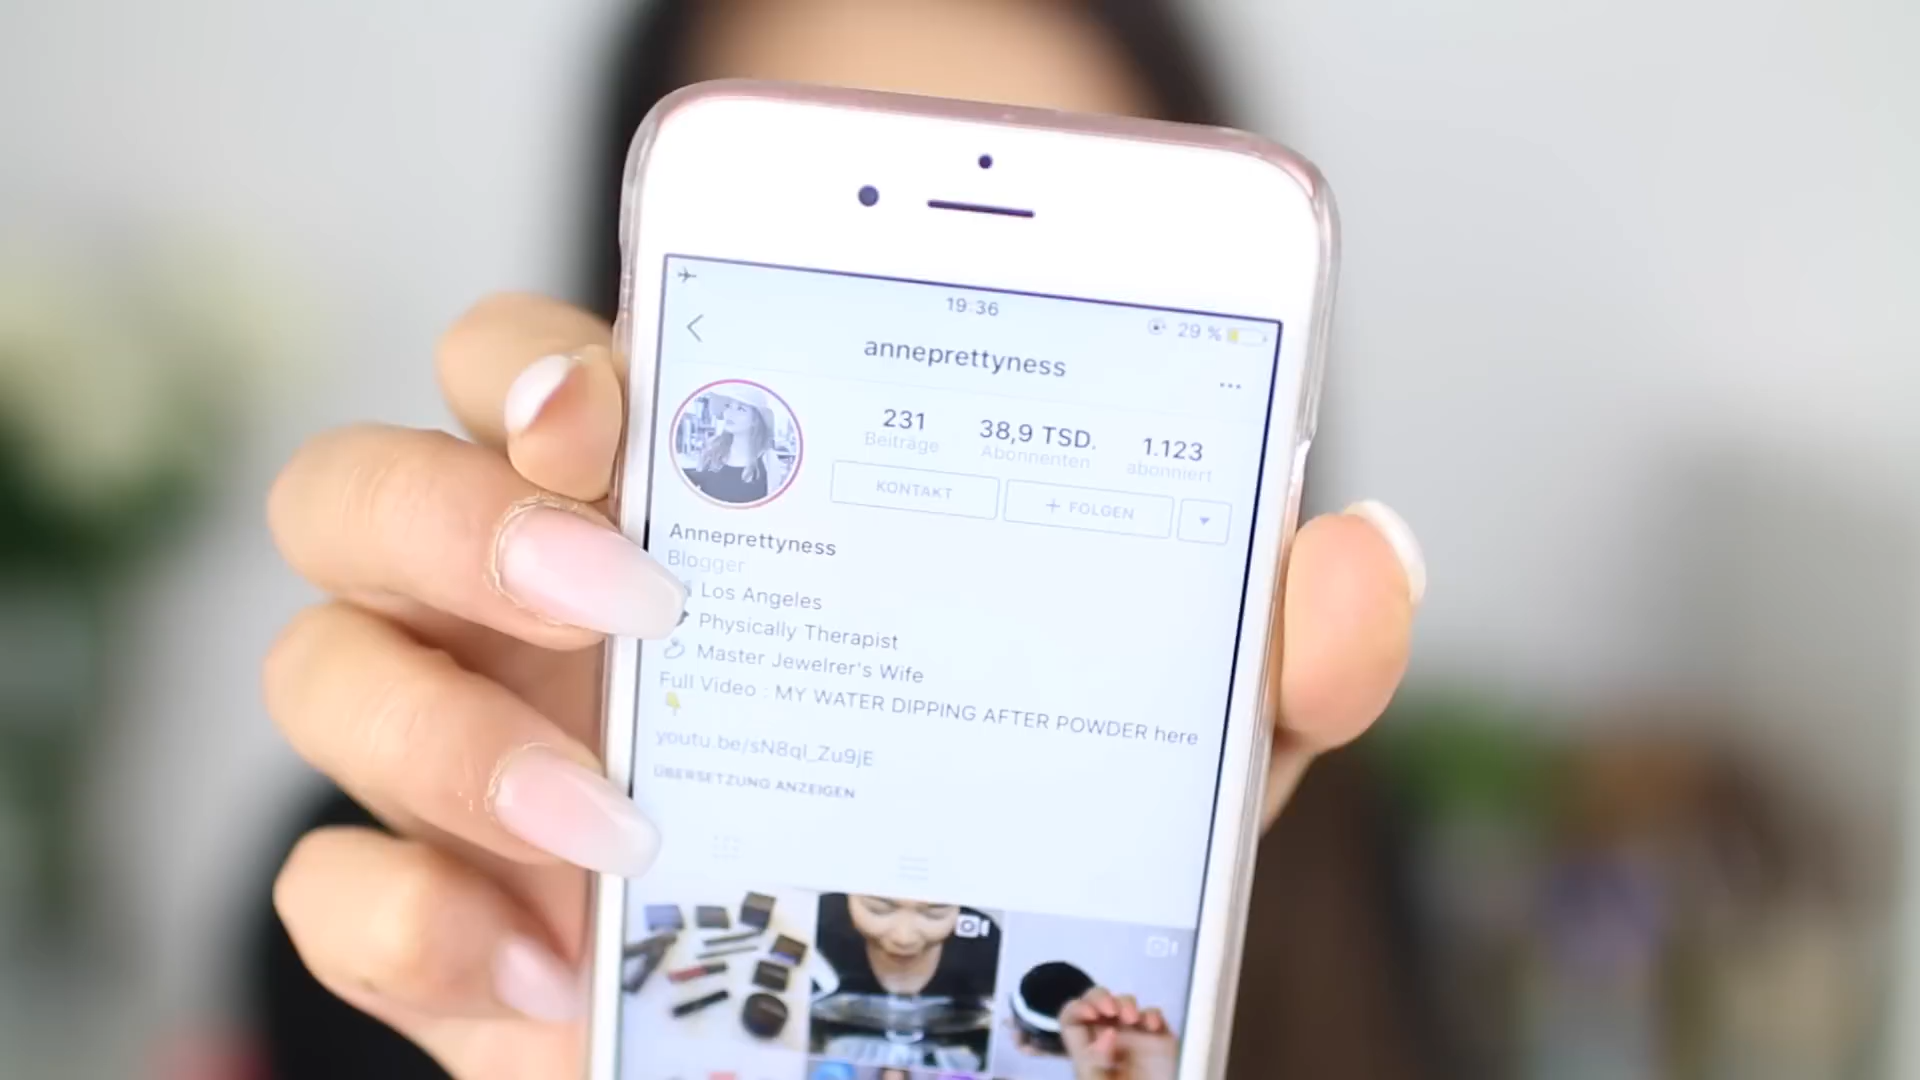 19:36
29 %
anneprettyness
231
38,9 TSD.
1.123
Beiträge
Abonnenten
abonniert
KONTAKT
+ FOLGEN
Anneprettyness
Blogger
Los Angeles
Physically Therapist
Master Jewelrer's Wife
Full Video : MY WATER DIPPING AFTER POWDER here
youtu.be/sN8ql_Zu9jE
ÜBERSETZUNG ANZEIGEN